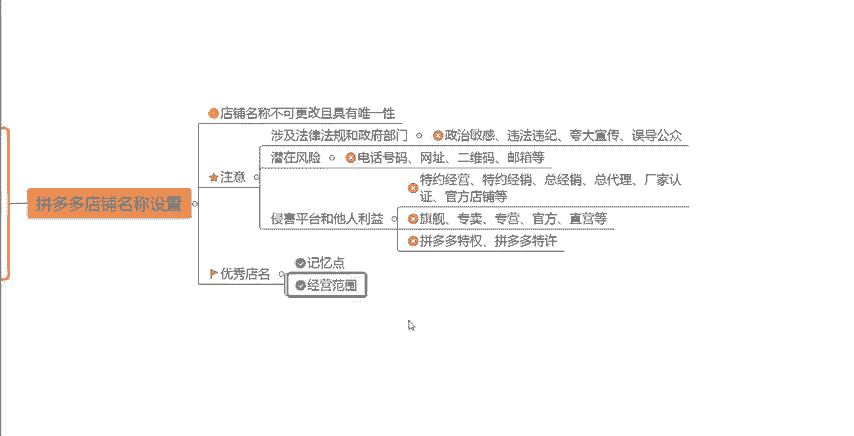 店铺名称不可更改且具有唯一性
涉及法律法规和政府部门
政治敏感、违法违纪、夸大宣传、误导公众
潜在风险
电话号码、网址、二维码、邮箱等
注意
特约经营、特约经销、总经销、总代理、厂家认
证、官方店铺等
拼多多店铺名称设置
侵害平台和他人利益
旗舰、专卖、专营、官方、直营等
拼多多特权、拼多多特许
优秀店名
记忆点
经营范围